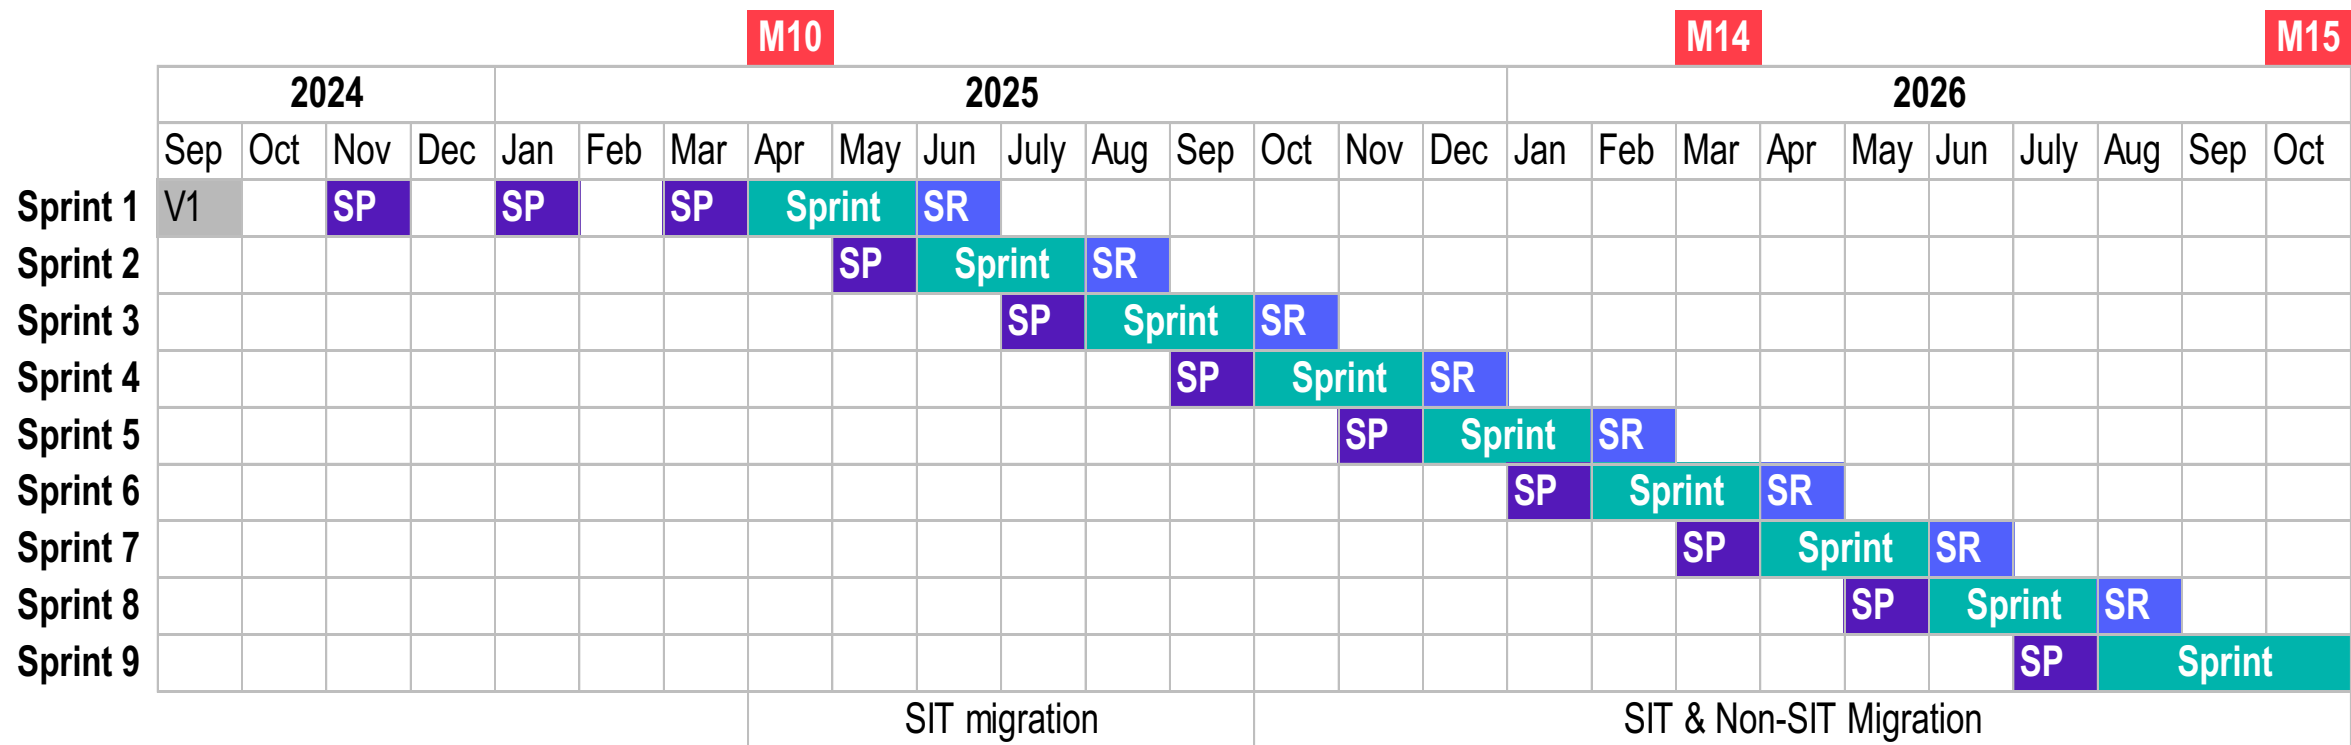 M10 M14 M15
2024 2025 2026
Sep Oct Nov Dec Jan Feb Mar Apr May Jun July Aug Sep Oct Nov Dec Jan Feb Mar Apr May Jun July Aug Sep Oct
Sprint 1 V1 SP SP SP Sprint SR
Sprint 2 SP Sprint SR
Sprint 3 SP Sprint SR
Sprint 4 SP Sprint SR
Sprint 5 SP Sprint SR
Sprint 6 SP Sprint SR
Sprint 7 SP Sprint SR
Sprint 8 SP Sprint SR
Sprint 9 SP Sprint
SIT migration SIT & Non-SIT Migration